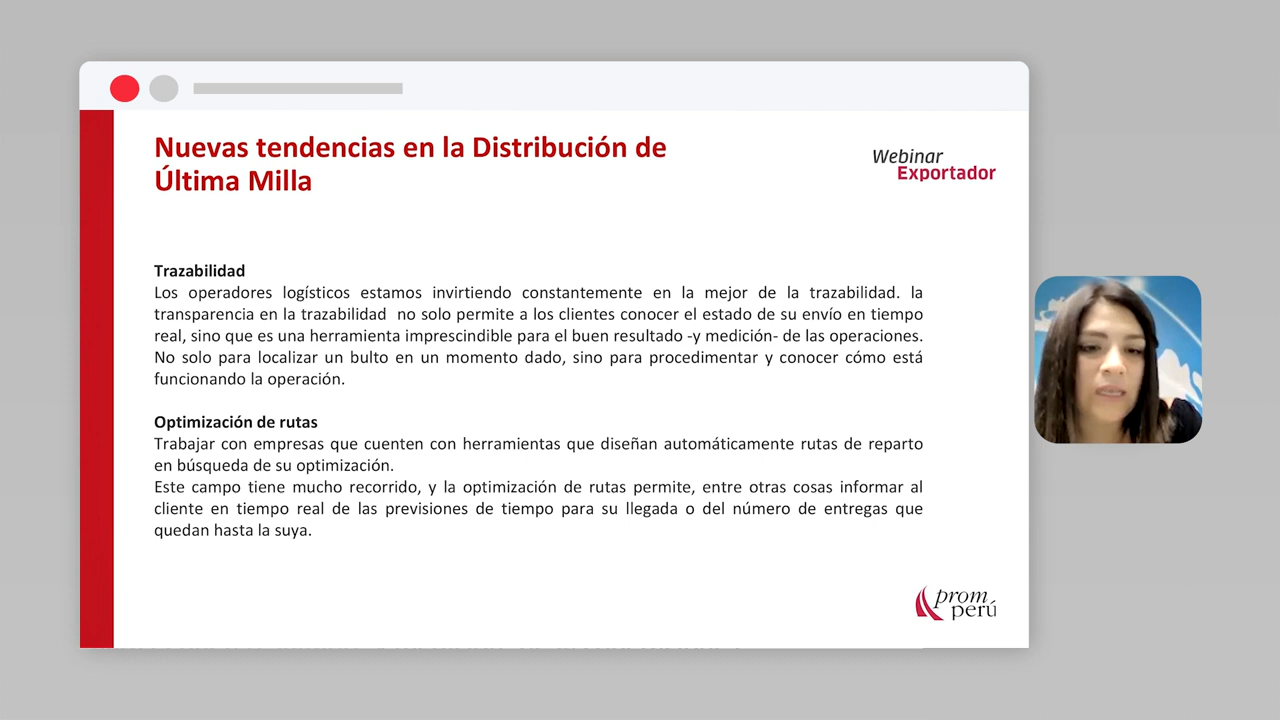 Nuevas tendencias en la Distribución de
Última Milla
Webinar
Exportador
Trazabilidad
Los operadores logísticos estamos invirtiendo constantemente en la mejor de la trazabilidad. la
transparencia en la trazabilidad no solo permite a los clientes conocer el estado de su envío en tiempo
real, sino que es una herramienta imprescindible para el buen resultado -y medición- de las operaciones.
No solo para localizar un bulto en un momento dado, sino para procedimentar y conocer cómo está
funcionando la operación.
Optimización de rutas
Trabajar con empresas que cuenten con herramientas que diseñan automáticamente rutas de reparto
en búsqueda de su optimización.
Este campo tiene mucho recorrido, y la optimización de rutas permite, entre otras cosas informar al
cliente en tiempo real de las previsiones de tiempo para su llegada o del número de entregas que
quedan hasta la suya.
prom
perú